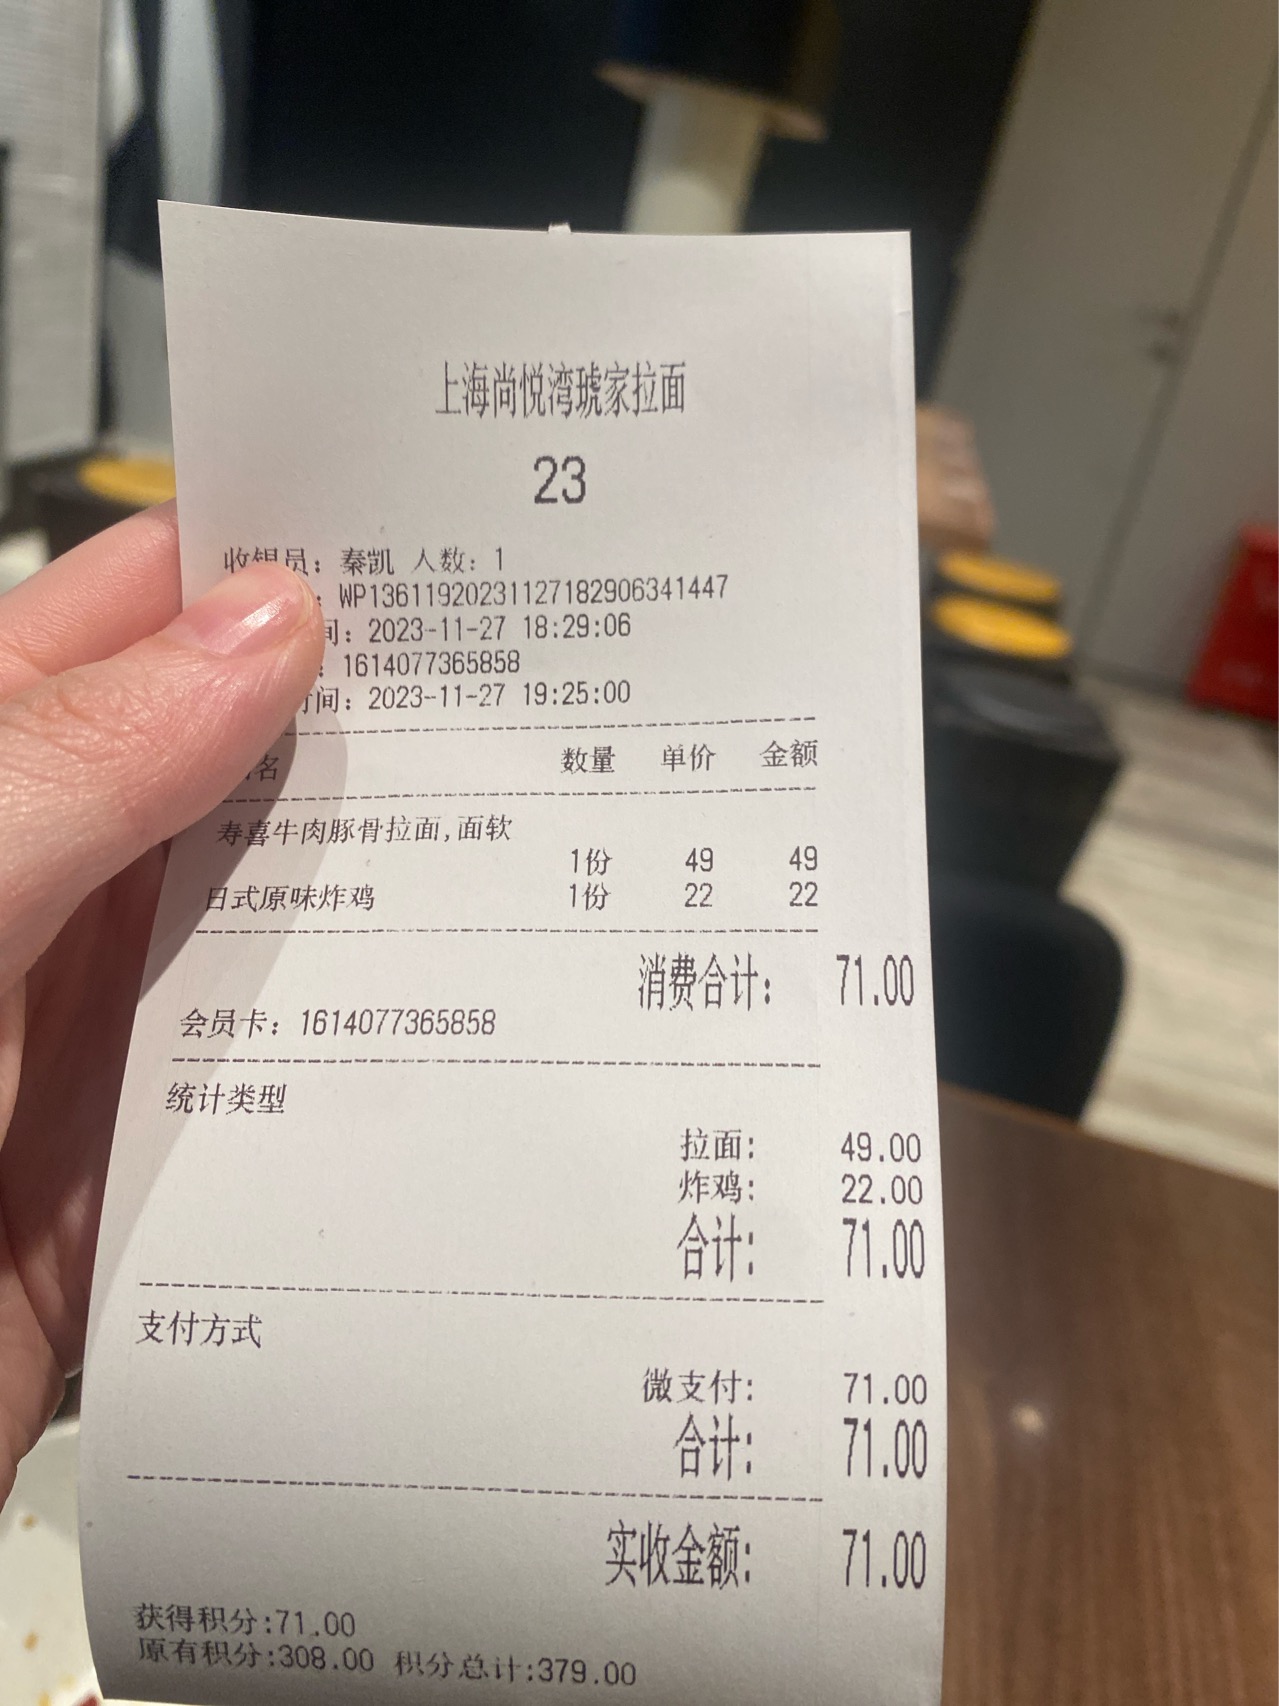 上海尚悦湾琥家拉面
23
收银员：秦凯 人数：1
：WP13611920231127182906341447
间：2023-11-27 18:29:06
：1614077365858
时间：2023-11-27 19:25:00
名 数量 单价 金额
寿喜牛肉豚骨拉面,面软
1份 49 49
日式原味炸鸡 1份 22 22
消费合计： 71.00
会员卡：1614077365858
统计类型
拉面: 49.00
炸鸡: 22.00
合计: 71.00
支付方式
微支付: 71.00
合计: 71.00
实收金额: 71.00
获得积分:71.00
原有积分:308.00 积分总计:379.00